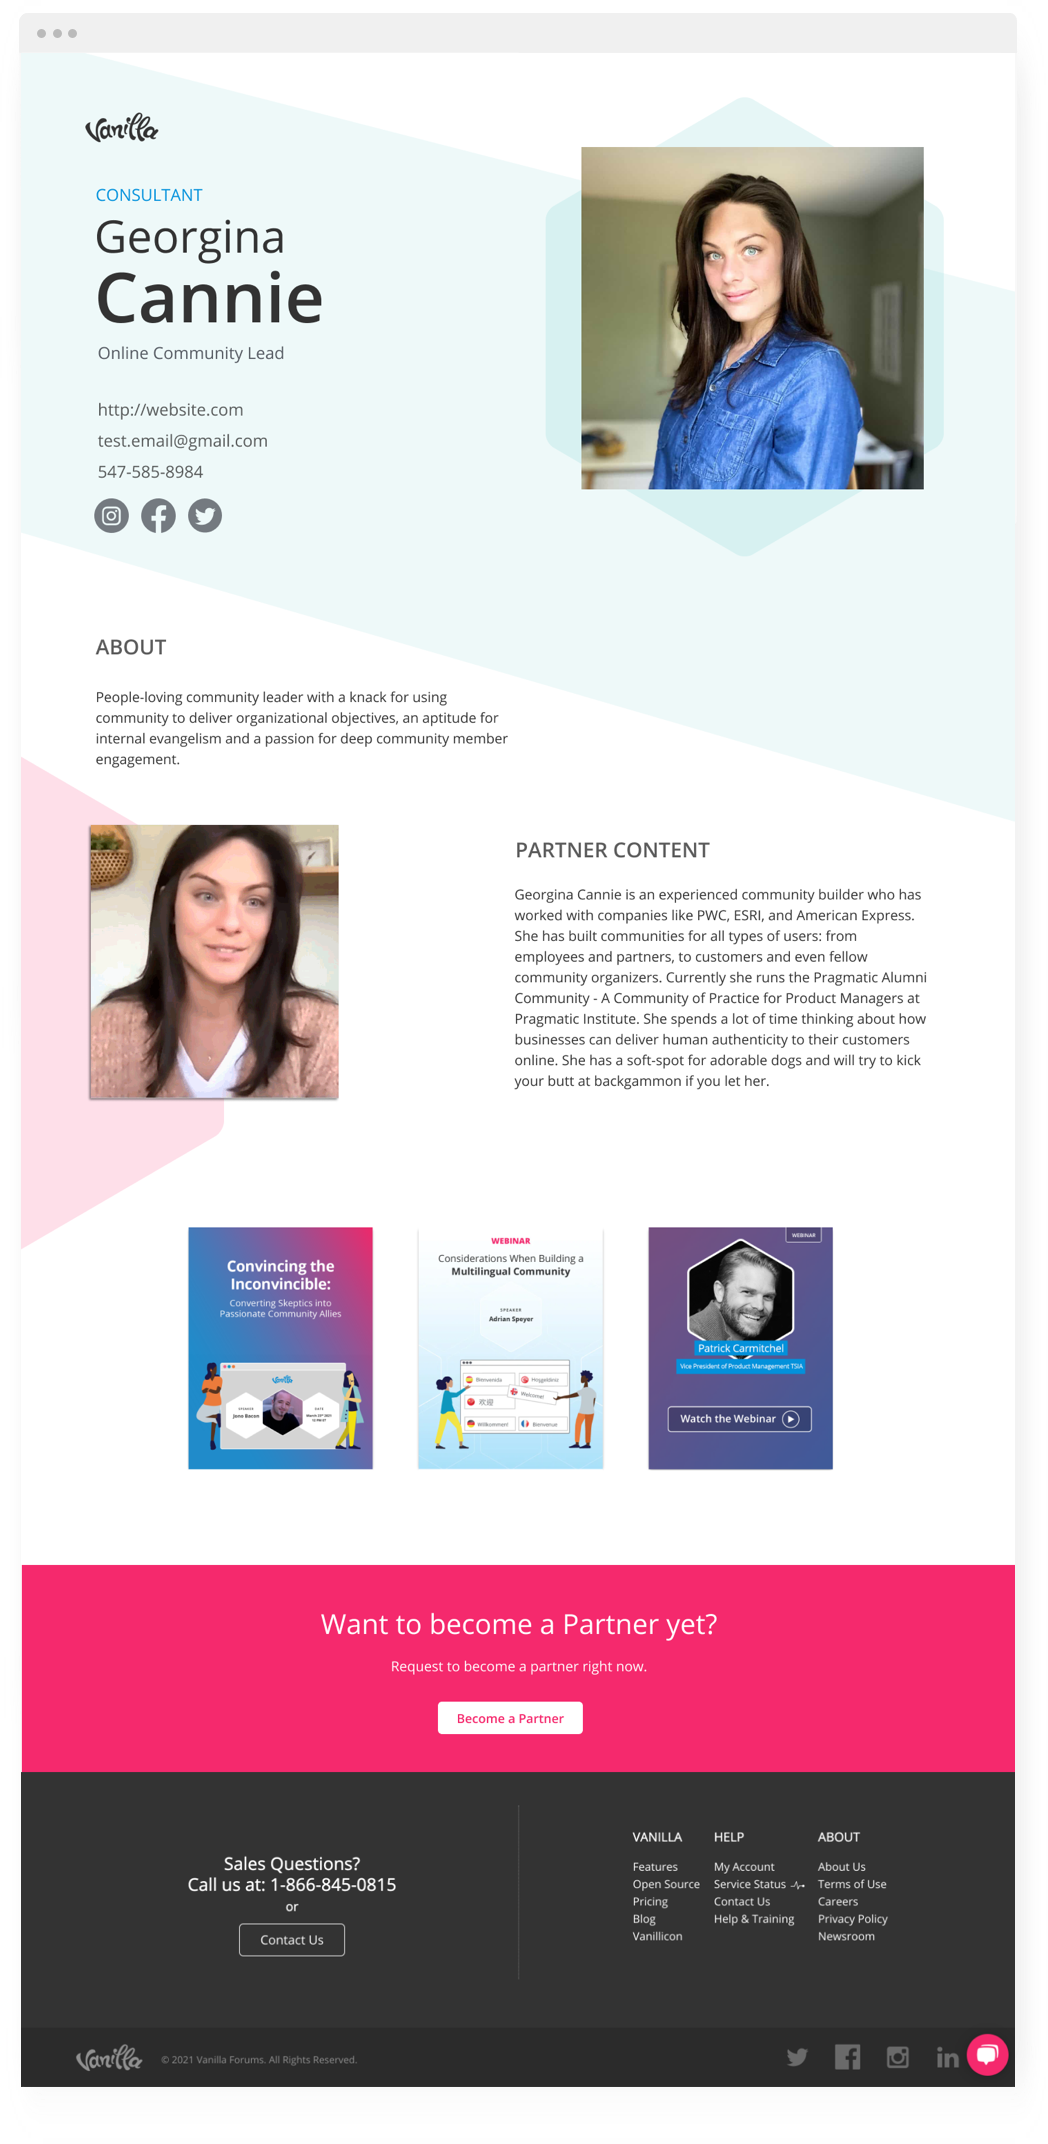 Vanilla
CONSULTANT
Georgina
Cannie
Online Community Lead
http://website.com
test.email@gmail.com
547-585-8984
ABOUT
People-loving community leader with a knack for using
community to deliver organizational objectives, an aptitude for
internal evangelism and a passion for deep community member
engagement.
PARTNER CONTENT
Georgina Cannie is an experienced community builder who has
worked with companies like PWC, ESRI, and American Express.
She has built communities for all types of users: from
employees and partners, to customers and even fellow
community organizers. Currently she runs the Pragmatic Alumni
Community - A Community of Practice for Product Managers at
Pragmatic Institute. She spends a lot of time thinking about how
businesses can deliver human authenticity to their customers
online. She has a soft-spot for adorable dogs and will try to kick
your butt at backgammon if you let her.
Convincing the
Inconvincible:
Converting Skeptics into
Passionate Community Allies
Vanilla
SPEAKER
Jono Bacon
DATE
March 25th 2021
12 PM ET
WEBINAR
Considerations When Building a
Multilingual Community
SPEAKER
Adrian Speyer
Bienvenida
Hoşgeldiniz
欢迎
Welcome!
Willkommen!
Bienvenue
WEBINAR
Patrick Carmitchel
Vice President of Product Management TSIA
Watch the Webinar
Want to become a Partner yet?
Request to become a partner right now.
Become a Partner
Sales Questions?
Call us at: 1-866-845-0815
or
Contact Us
VANILLA
Features
Open Source
Pricing
Blog
Vanillicon
HELP
My Account
Service Status
Contact Us
Help & Training
ABOUT
About Us
Terms of Use
Careers
Privacy Policy
Newsroom
Vanilla
© 2021 Vanilla Forums. All Rights Reserved.